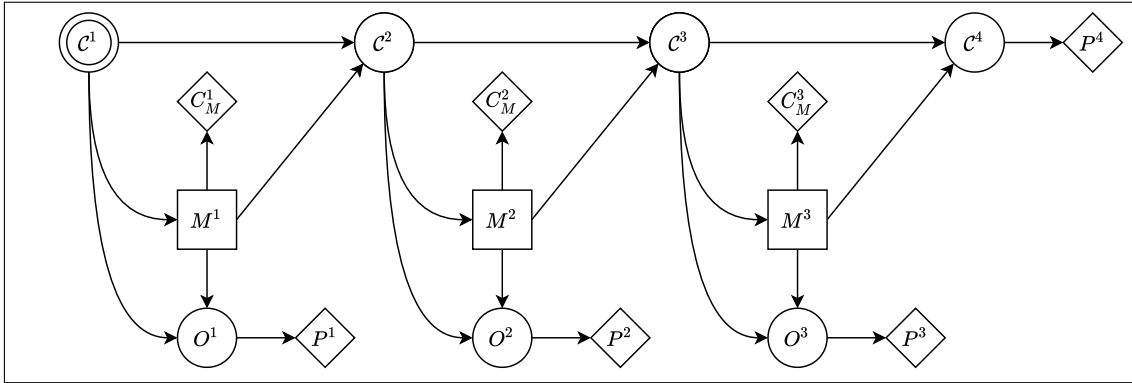 𝒞¹ 𝒞² 𝒞³ 𝒞⁴ P⁴
C¹_M C²_M C³_M
M¹ M² M³
O¹ P¹ O² P² O³ P³